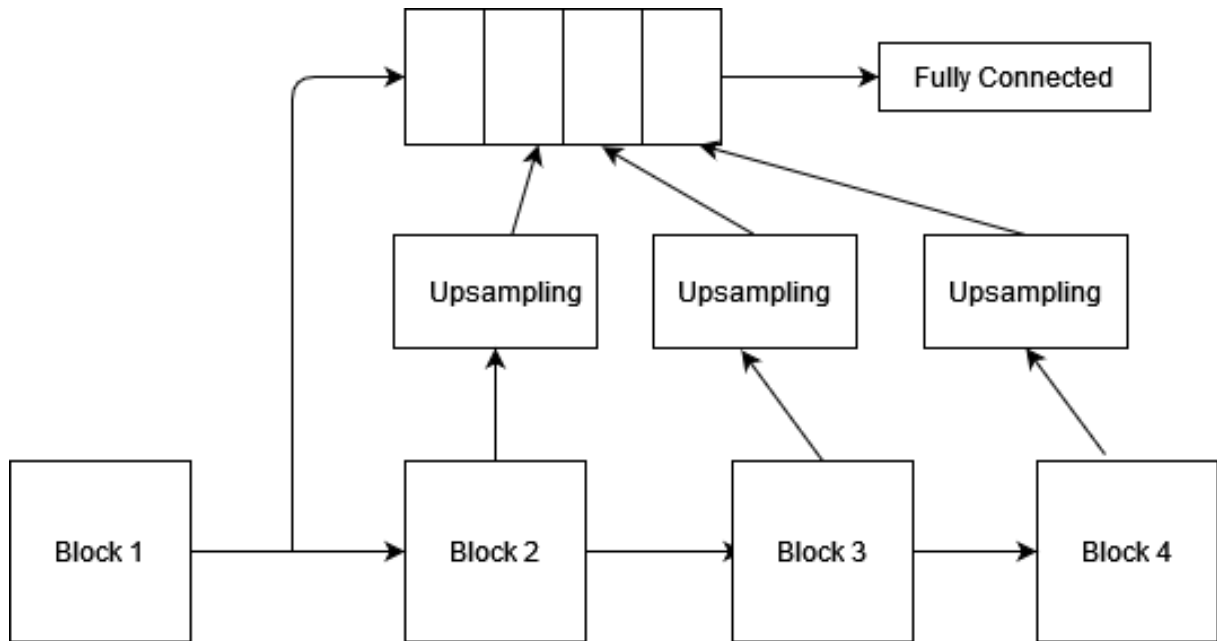 Fully Connected
Upsampling
Upsampling
Upsampling
Block 1
Block 2
Block 3
Block 4